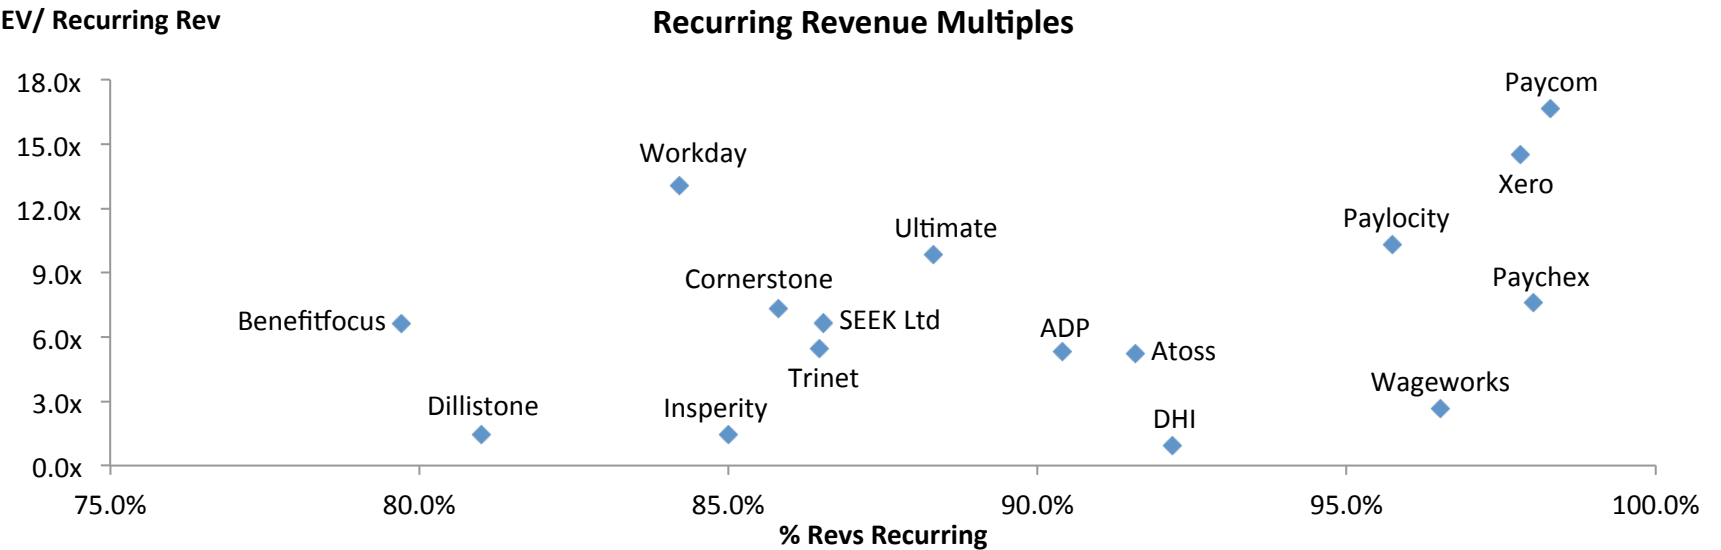 EV/ Recurring Rev
Recurring Revenue Multiples
18.0x
Paycom
15.0x
Workday
Xero
12.0x
Ultimate
Paylocity
9.0x
Cornerstone
Paychex
Benefitfocus
SEEK Ltd
6.0x
ADP
Atoss
Trinet
Wageworks
3.0x
Dillistone
Insperity
DHI
0.0x
75.0%
80.0%
85.0%
90.0%
95.0%
100.0%
% Revs Recurring